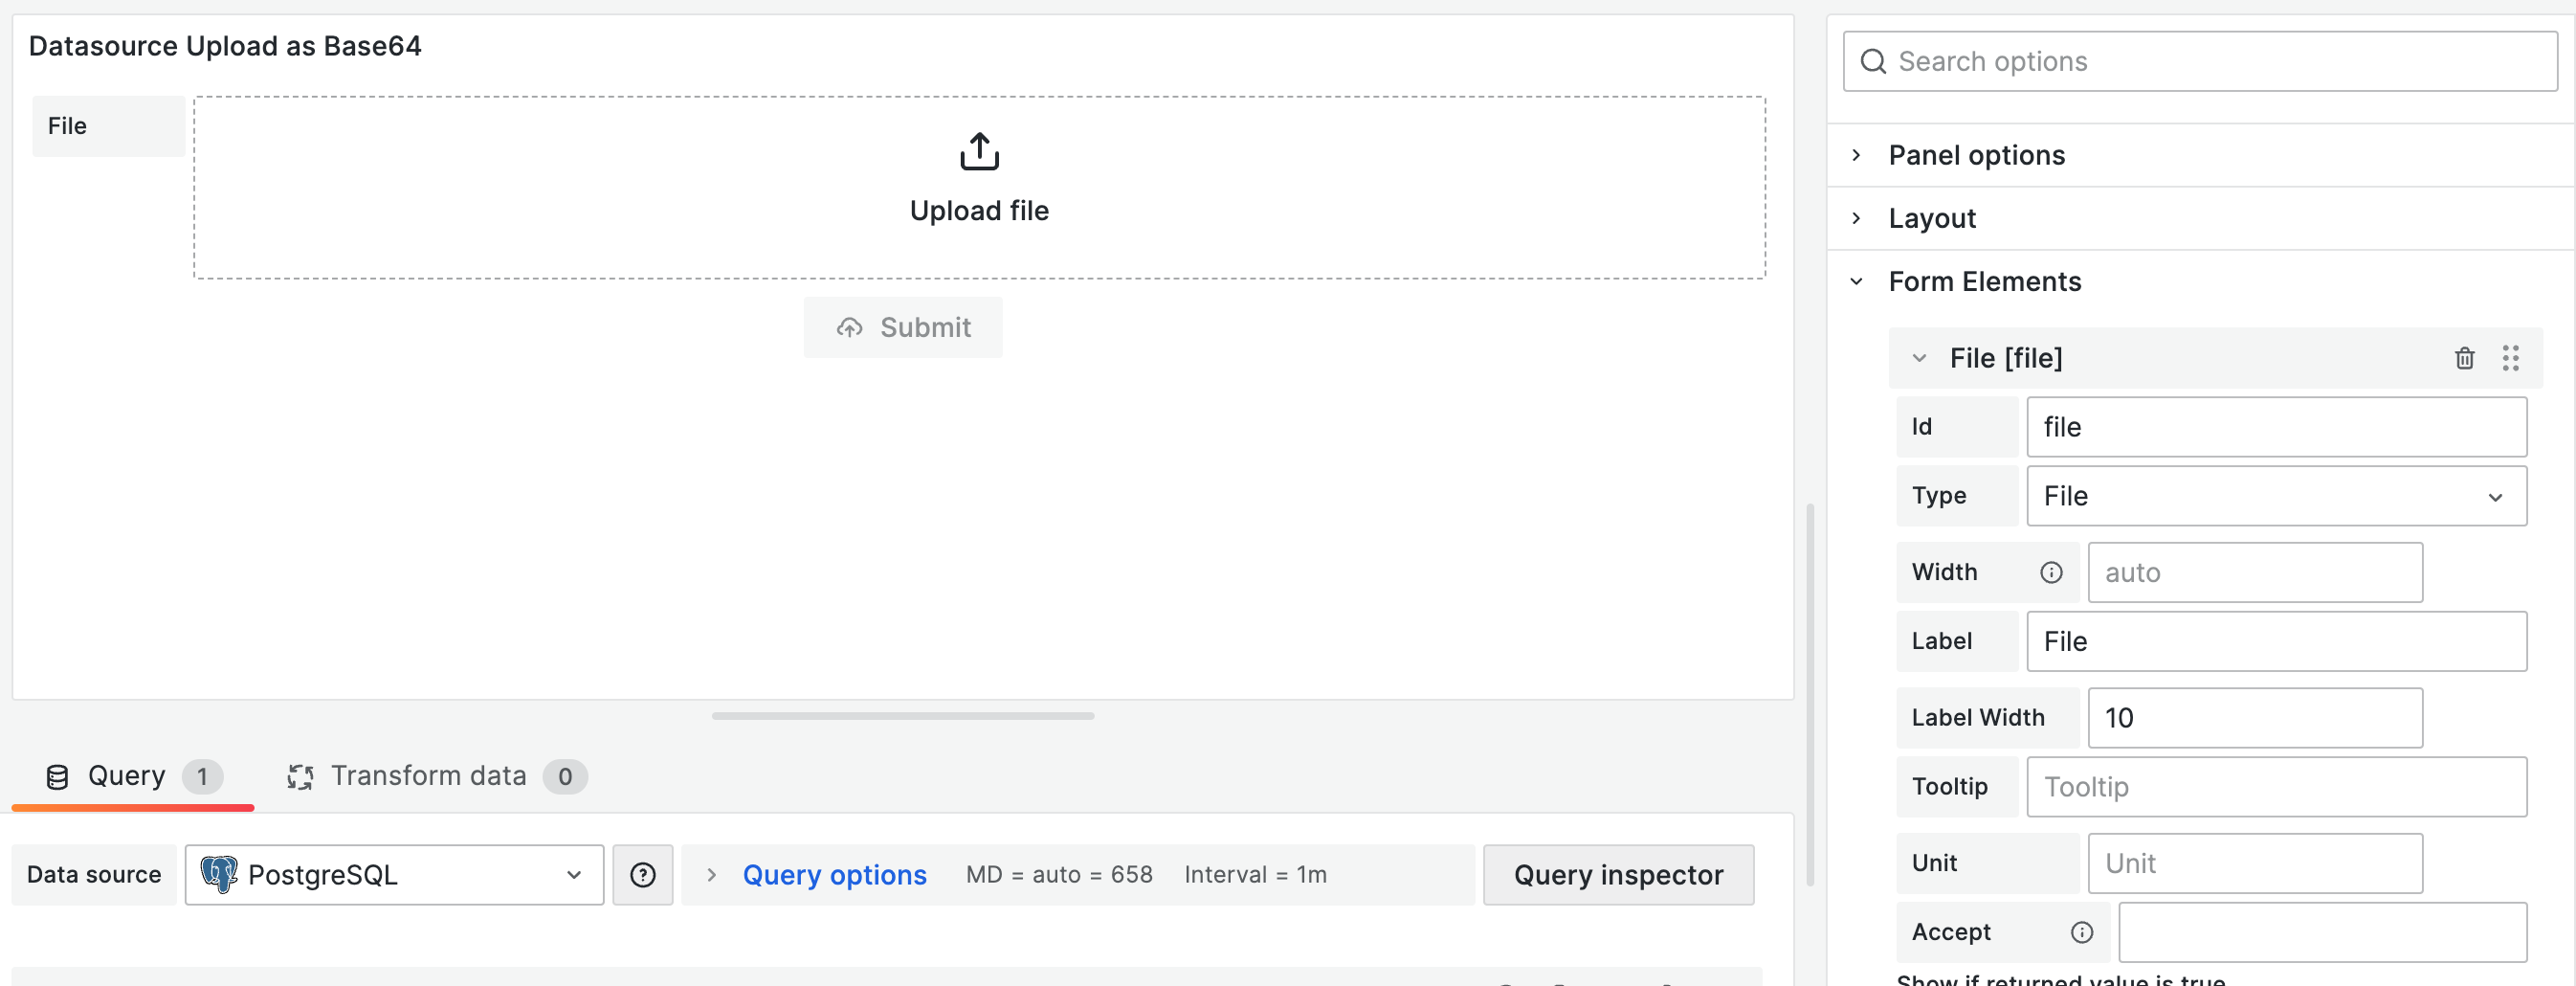 Datasource Upload as Base64
File
Upload file
Submit
Query 1
Transform data 0
Data source
PostgreSQL
Query options
MD = auto = 658
Interval = 1m
Query inspector
Search options
Panel options
Layout
Form Elements
File [file]
Id
file
Type
File
Width
auto
Label
File
Label Width
10
Tooltip
Tooltip
Unit
Unit
Accept
Show if returned value is true